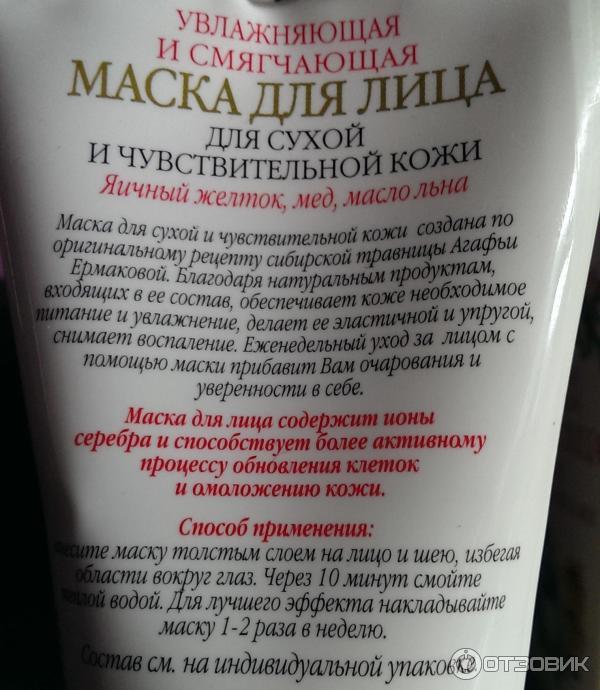 УВЛАЖНЯЮЩАЯ
И СМЯГЧАЮЩАЯ
МАСКА ДЛЯ ЛИЦА
ДЛЯ СУХОЙ
И ЧУВСТВИТЕЛЬНОЙ КОЖИ
Яичный желток, мед, масло льна
Маска для сухой и чувствительной кожи создана по
оригинальному рецепту сибирской травницы Агафьи
Ермаковой. Благодаря натуральным продуктам,
входящих в ее состав, обеспечивает коже необходимое
питание и увлажнение, делает ее эластичной и упругой,
снимает воспаление. Еженедельный уход за лицом с
помощью маски прибавит Вам очарования и
уверенности в себе.
Маска для лица содержит ионы
серебра и способствует более активному
процессу обновления клеток
и омоложению кожи.
Способ применения:
маску толстым слоем на лицо и шею, избегая
области вокруг глаз. Через 10 минут смойте
водой. Для лучшего эффекта накладывайте
маску 1-2 раза в неделю.
Состав см. на индивидуальной упаковке
ОТЗОВИК